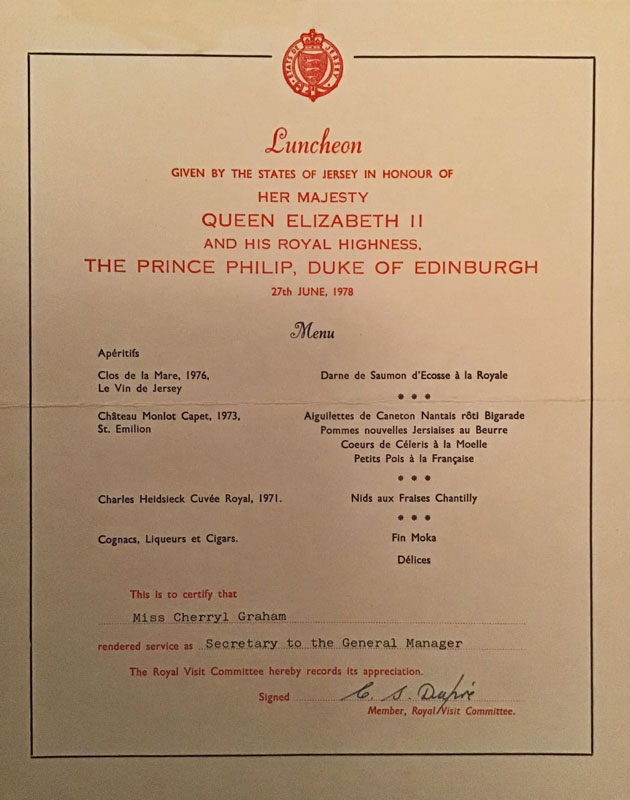 STATES OF JERSEY
Luncheon
GIVEN BY THE STATES OF JERSEY IN HONOUR OF
HER MAJESTY
QUEEN ELIZABETH II
AND HIS ROYAL HIGHNESS,
THE PRINCE PHILIP, DUKE OF EDINBURGH
27th JUNE, 1978
Menu
Apéritifs
Clos de la Mare, 1976,
Le Vin de Jersey
Darne de Saumon d'Ecosse à la Royale
* * *
Château Monlot Capet, 1973,
St. Emilion
Aiguilettes de Caneton Nantais rôti Bigarade
Pommes nouvelles Jersiaises au Beurre
Coeurs de Céleris à la Moelle
Petits Pois à la Française
* * *
Charles Heidsieck Cuvée Royal, 1971.
Nids aux Fraises Chantilly
* * *
Cognacs, Liqueurs et Cigars.
Fin Moka
Délices
This is to certify that
Miss Cherryl Graham
rendered service as Secretary to the General Manager
The Royal Visit Committee hereby records its appreciation.
Signed C. S. Dupré
Member, Royal Visit Committee.